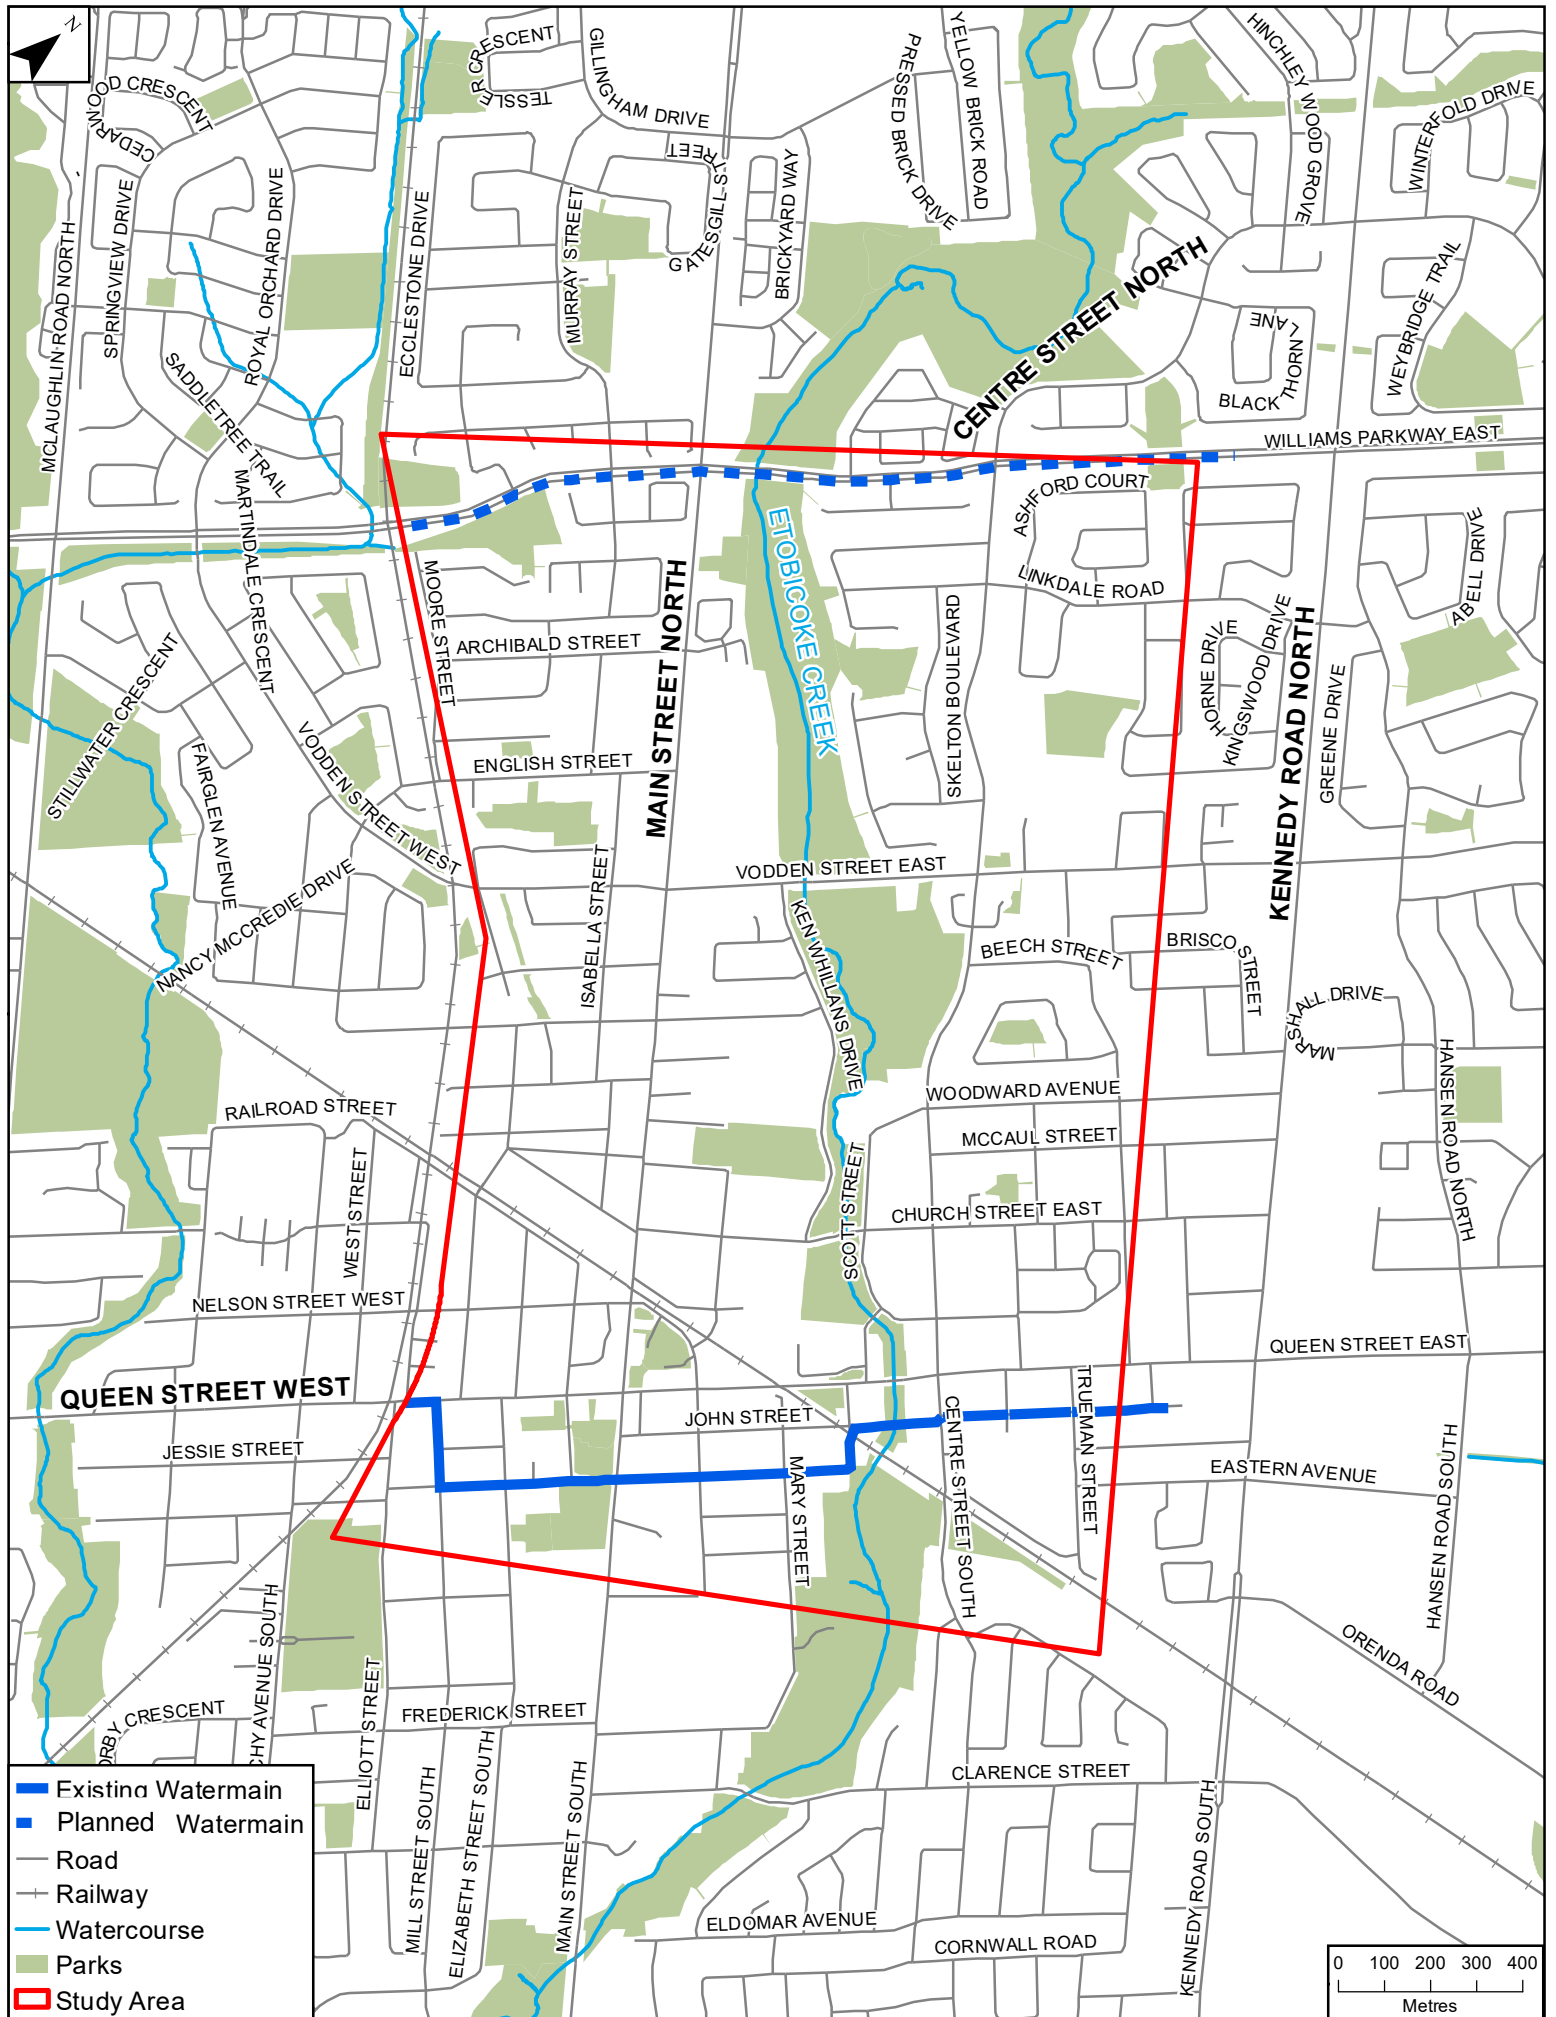 N
TESSLER CRESCENT
GILLINGHAM DRIVE
PRESSED BRICK DRIVE
YELLOW BRICK ROAD
HINCHLEY WOOD GROVE
WINTERFOLD DRIVE
CEDARWOOD CRESCENT
GATESGILL STREET
BRICKYARD WAY
MCLAUGHLIN ROAD NORTH
SPRINGVIEW DRIVE
ROYAL ORCHARD DRIVE
ECCLESTONE DRIVE
MURRAY STREET
CENTRE STREET NORTH
WEYBRIDGE TRAIL
BLACK THORN LANE
SADDLETREE TRAIL
WILLIAMS PARKWAY EAST
MARTINDALE CRESCENT
ASHFORD COURT
ETOBICOKE CREEK
ABELL DRIVE
MOORE STREET
LINKDALE ROAD
MAIN STREET NORTH
ARCHIBALD STREET
SKELTON BOULEVARD
HORNE DRIVE
KINGSWOOD DRIVE
KENNEDY ROAD NORTH
GREENE DRIVE
STILLWATER CRESCENT
VODDEN STREET WEST
FAIRGLEN AVENUE
ENGLISH STREET
NANCY MCCREDIE DRIVE
ISABELLA STREET
VODDEN STREET EAST
KEN WHILLANS DRIVE
BEECH STREET
BRISCO STREET
MARSHALL DRIVE
HANSEN ROAD NORTH
RAILROAD STREET
WOODWARD AVENUE
MCCAUL STREET
WEST STREET
SCOTT STREET
CHURCH STREET EAST
NELSON STREET WEST
QUEEN STREET EAST
QUEEN STREET WEST
JOHN STREET
TRUEMAN STREET
JESSIE STREET
MARY STREET
CENTRE STREET SOUTH
EASTERN AVENUE
HANSEN ROAD SOUTH
ORENDA ROAD
CHY AVENUE SOUTH
ORBY CRESCENT
ELLIOTT STREET
FREDERICK STREET
CLARENCE STREET
MILL STREET SOUTH
ELIZABETH STREET SOUTH
MAIN STREET SOUTH
KENNEDY ROAD SOUTH
ELDOMAR AVENUE
CORNWALL ROAD
Existing Watermain
Planned Watermain
Road
Railway
Watercourse
Parks
Study Area
0 100 200 300 400
Metres